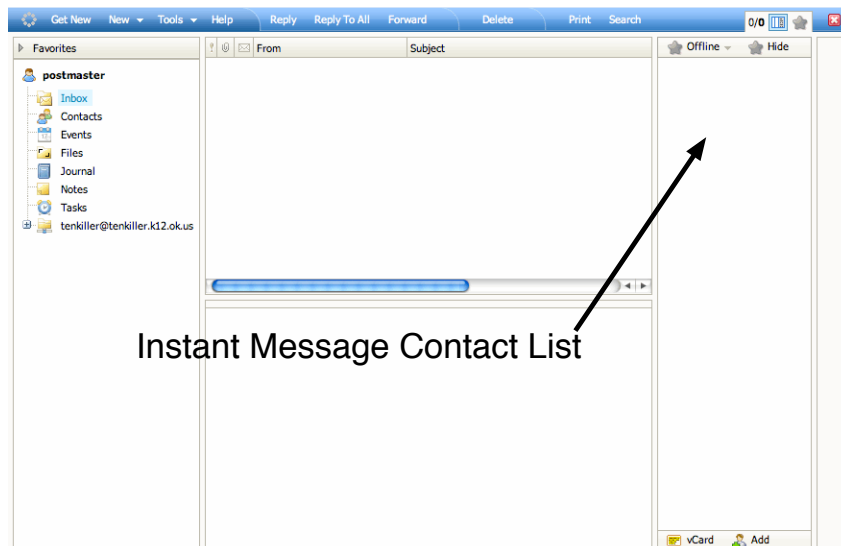 Get New New Tools Help Reply Reply To All Forward Delete Print Search 0/0
Favorites
From Subject
Offline Hide
postmaster
Inbox
Contacts
Events
Files
Journal
Notes
Tasks
tenkiller@tenkiller.k12.ok.us
Instant Message Contact List
vCard Add